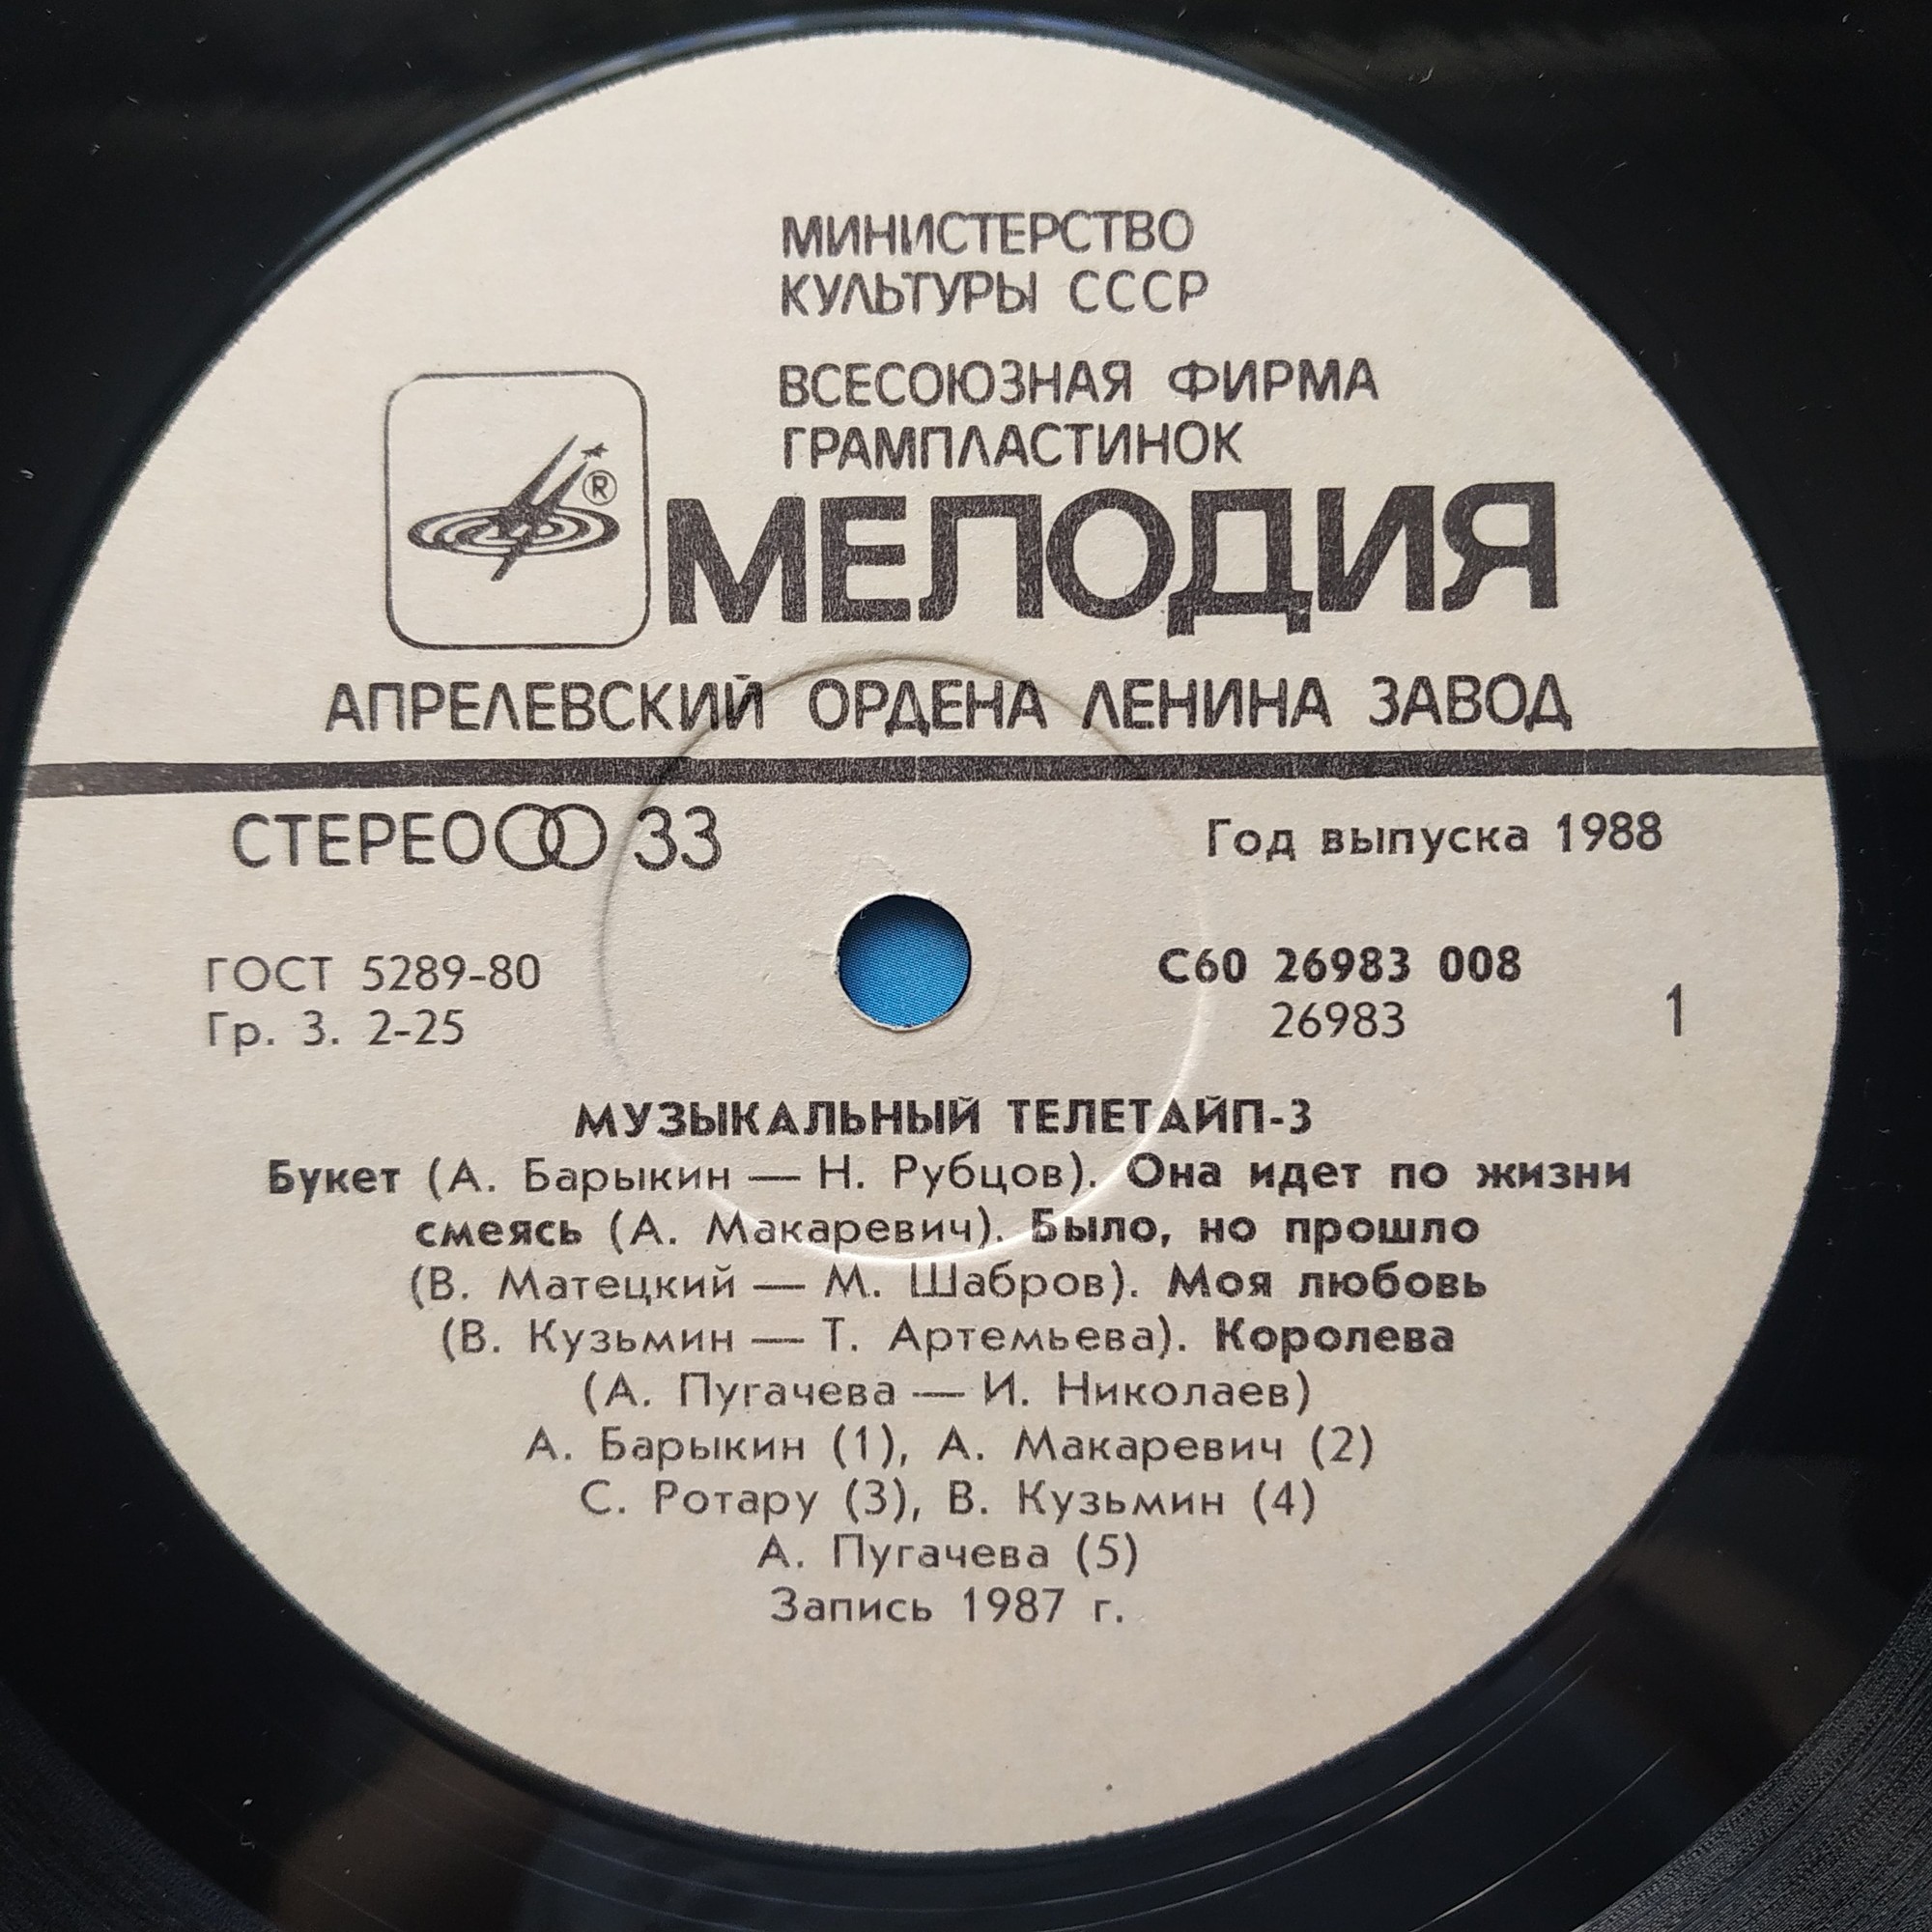 МИНИСТЕРСТВО
КУЛЬТУРЫ СССР
ВСЕСОЮЗНАЯ ФИРМА
ГРАМПЛАСТИНОК
®
МЕЛОДИЯ
АПРЕЛЕВСКИЙ ОРДЕНА ЛЕНИНА ЗАВОД
СТЕРЕО 33
Год выпуска 1988
ГОСТ 5289-80
Гр. 3. 2-25
С60 26983 008
26983
1
МУЗЫКАЛЬНЫЙ ТЕЛЕТАЙП-3
Букет (А. Барыкин — Н. Рубцов). Она идет по жизни
смеясь (А. Макаревич). Было, но прошло
(В. Матецкий — М. Шабров). Моя любовь
(В. Кузьмин — Т. Артемьева). Королева
(А. Пугачева — И. Николаев)
А. Барыкин (1), А. Макаревич (2)
С. Ротару (3), В. Кузьмин (4)
А. Пугачева (5)
Запись 1987 г.